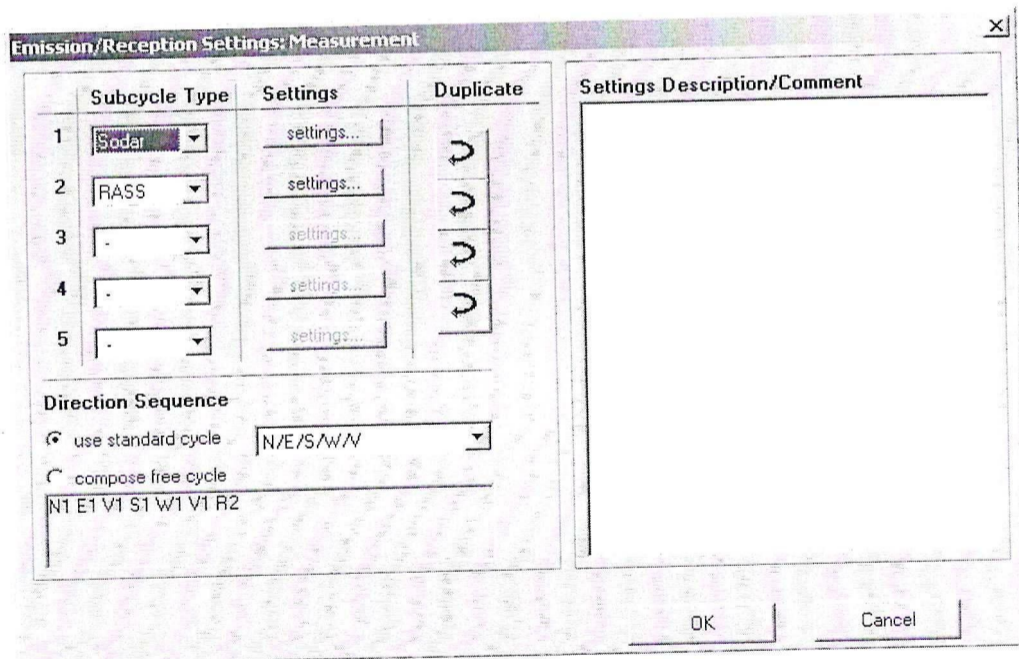 Emission/Reception Settings: Measurement
Subcycle Type Settings Duplicate
1 Sodar settings...
2 RASS settings...
3 - settings...
4 - settings...
5 - settings...
Direction Sequence
use standard cycle N/E/S/W/V
compose free cycle
N1 E1 V1 S1 W1 V1 R2
Settings Description/Comment
OK Cancel